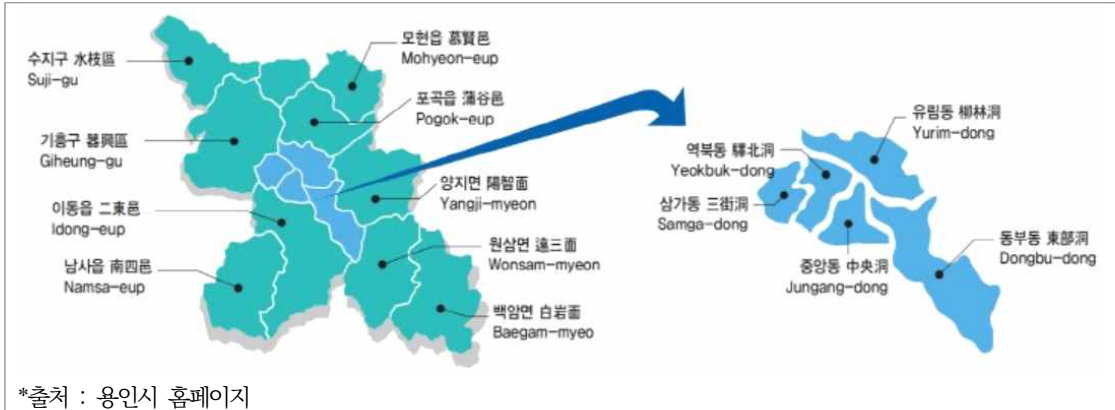 수지구 水枝區
Suji-gu
기흥구 器興區
Giheung-gu
이동읍 二東邑
Idong-eup
남사읍 南四邑
Namsa-eup
모현읍 慕賢邑
Mohyeon-eup
포곡읍 蒲谷邑
Pogok-eup
양지면 陽智面
Yangji-myeon
원삼면 遠三面
Wonsam-myeon
백암면 白岩面
Baegam-myeo
유림동 柳林洞
Yurim-dong
역북동 驛北洞
Yeokbuk-dong
삼가동 三街洞
Samga-dong
중앙동 中央洞
Jungang-dong
동부동 東部洞
Dongbu-dong
*출처 : 용인시 홈페이지